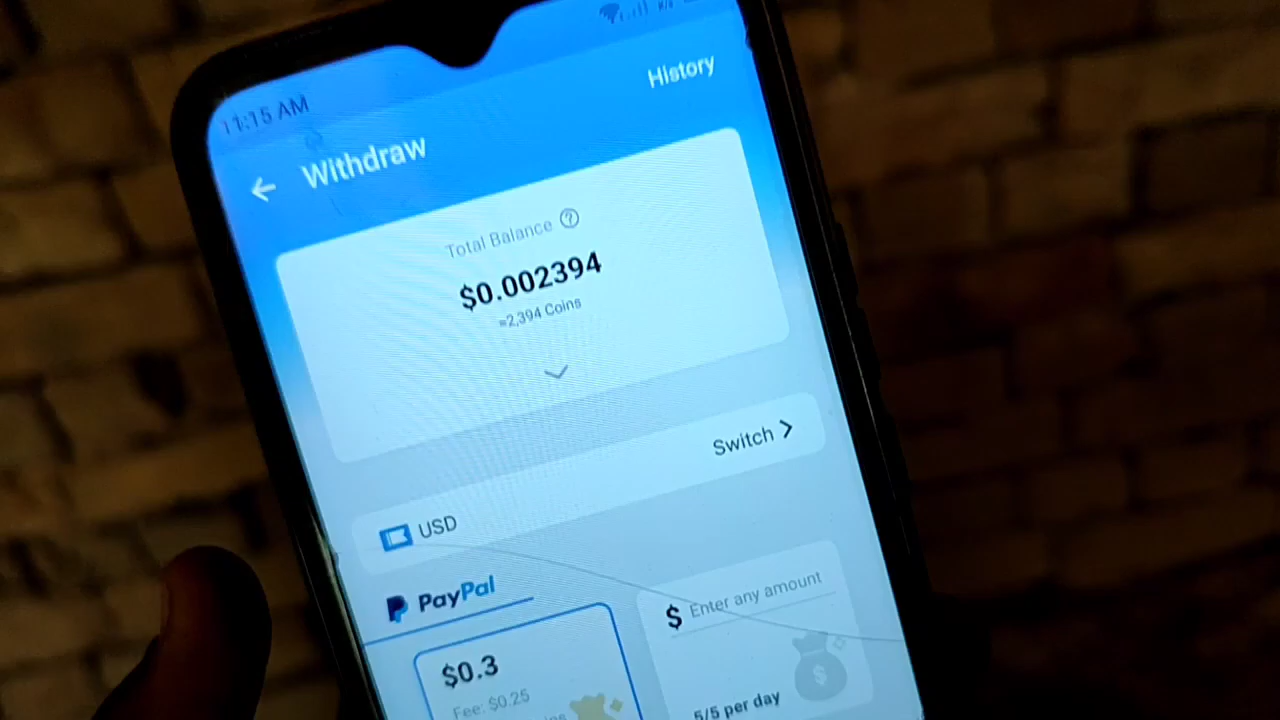 11:15 AM
History
Withdraw
Total Balance ?
$0.002394
≈2,394 Coins
Switch >
USD
PayPal
$ Enter any amount
$0.3
Fee: $0.25
5/5 per day